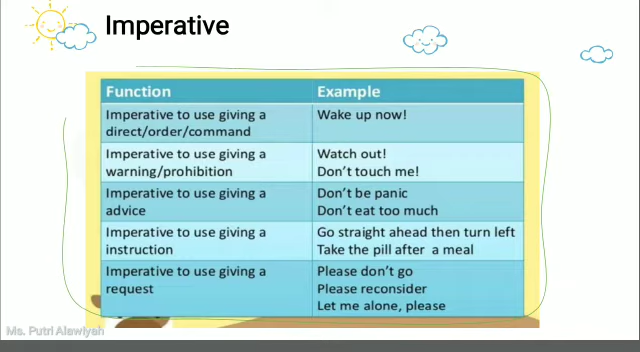 Imperative
Function Example
Imperative to use giving a direct/order/command Wake up now!
Imperative to use giving a warning/prohibition Watch out!
Don't touch me!
Imperative to use giving a advice Don't be panic
Don't eat too much
Imperative to use giving a instruction Go straight ahead then turn left
Take the pill after a meal
Imperative to use giving a request Please don't go
Please reconsider
Let me alone, please
Ms. Putri Alawiyah